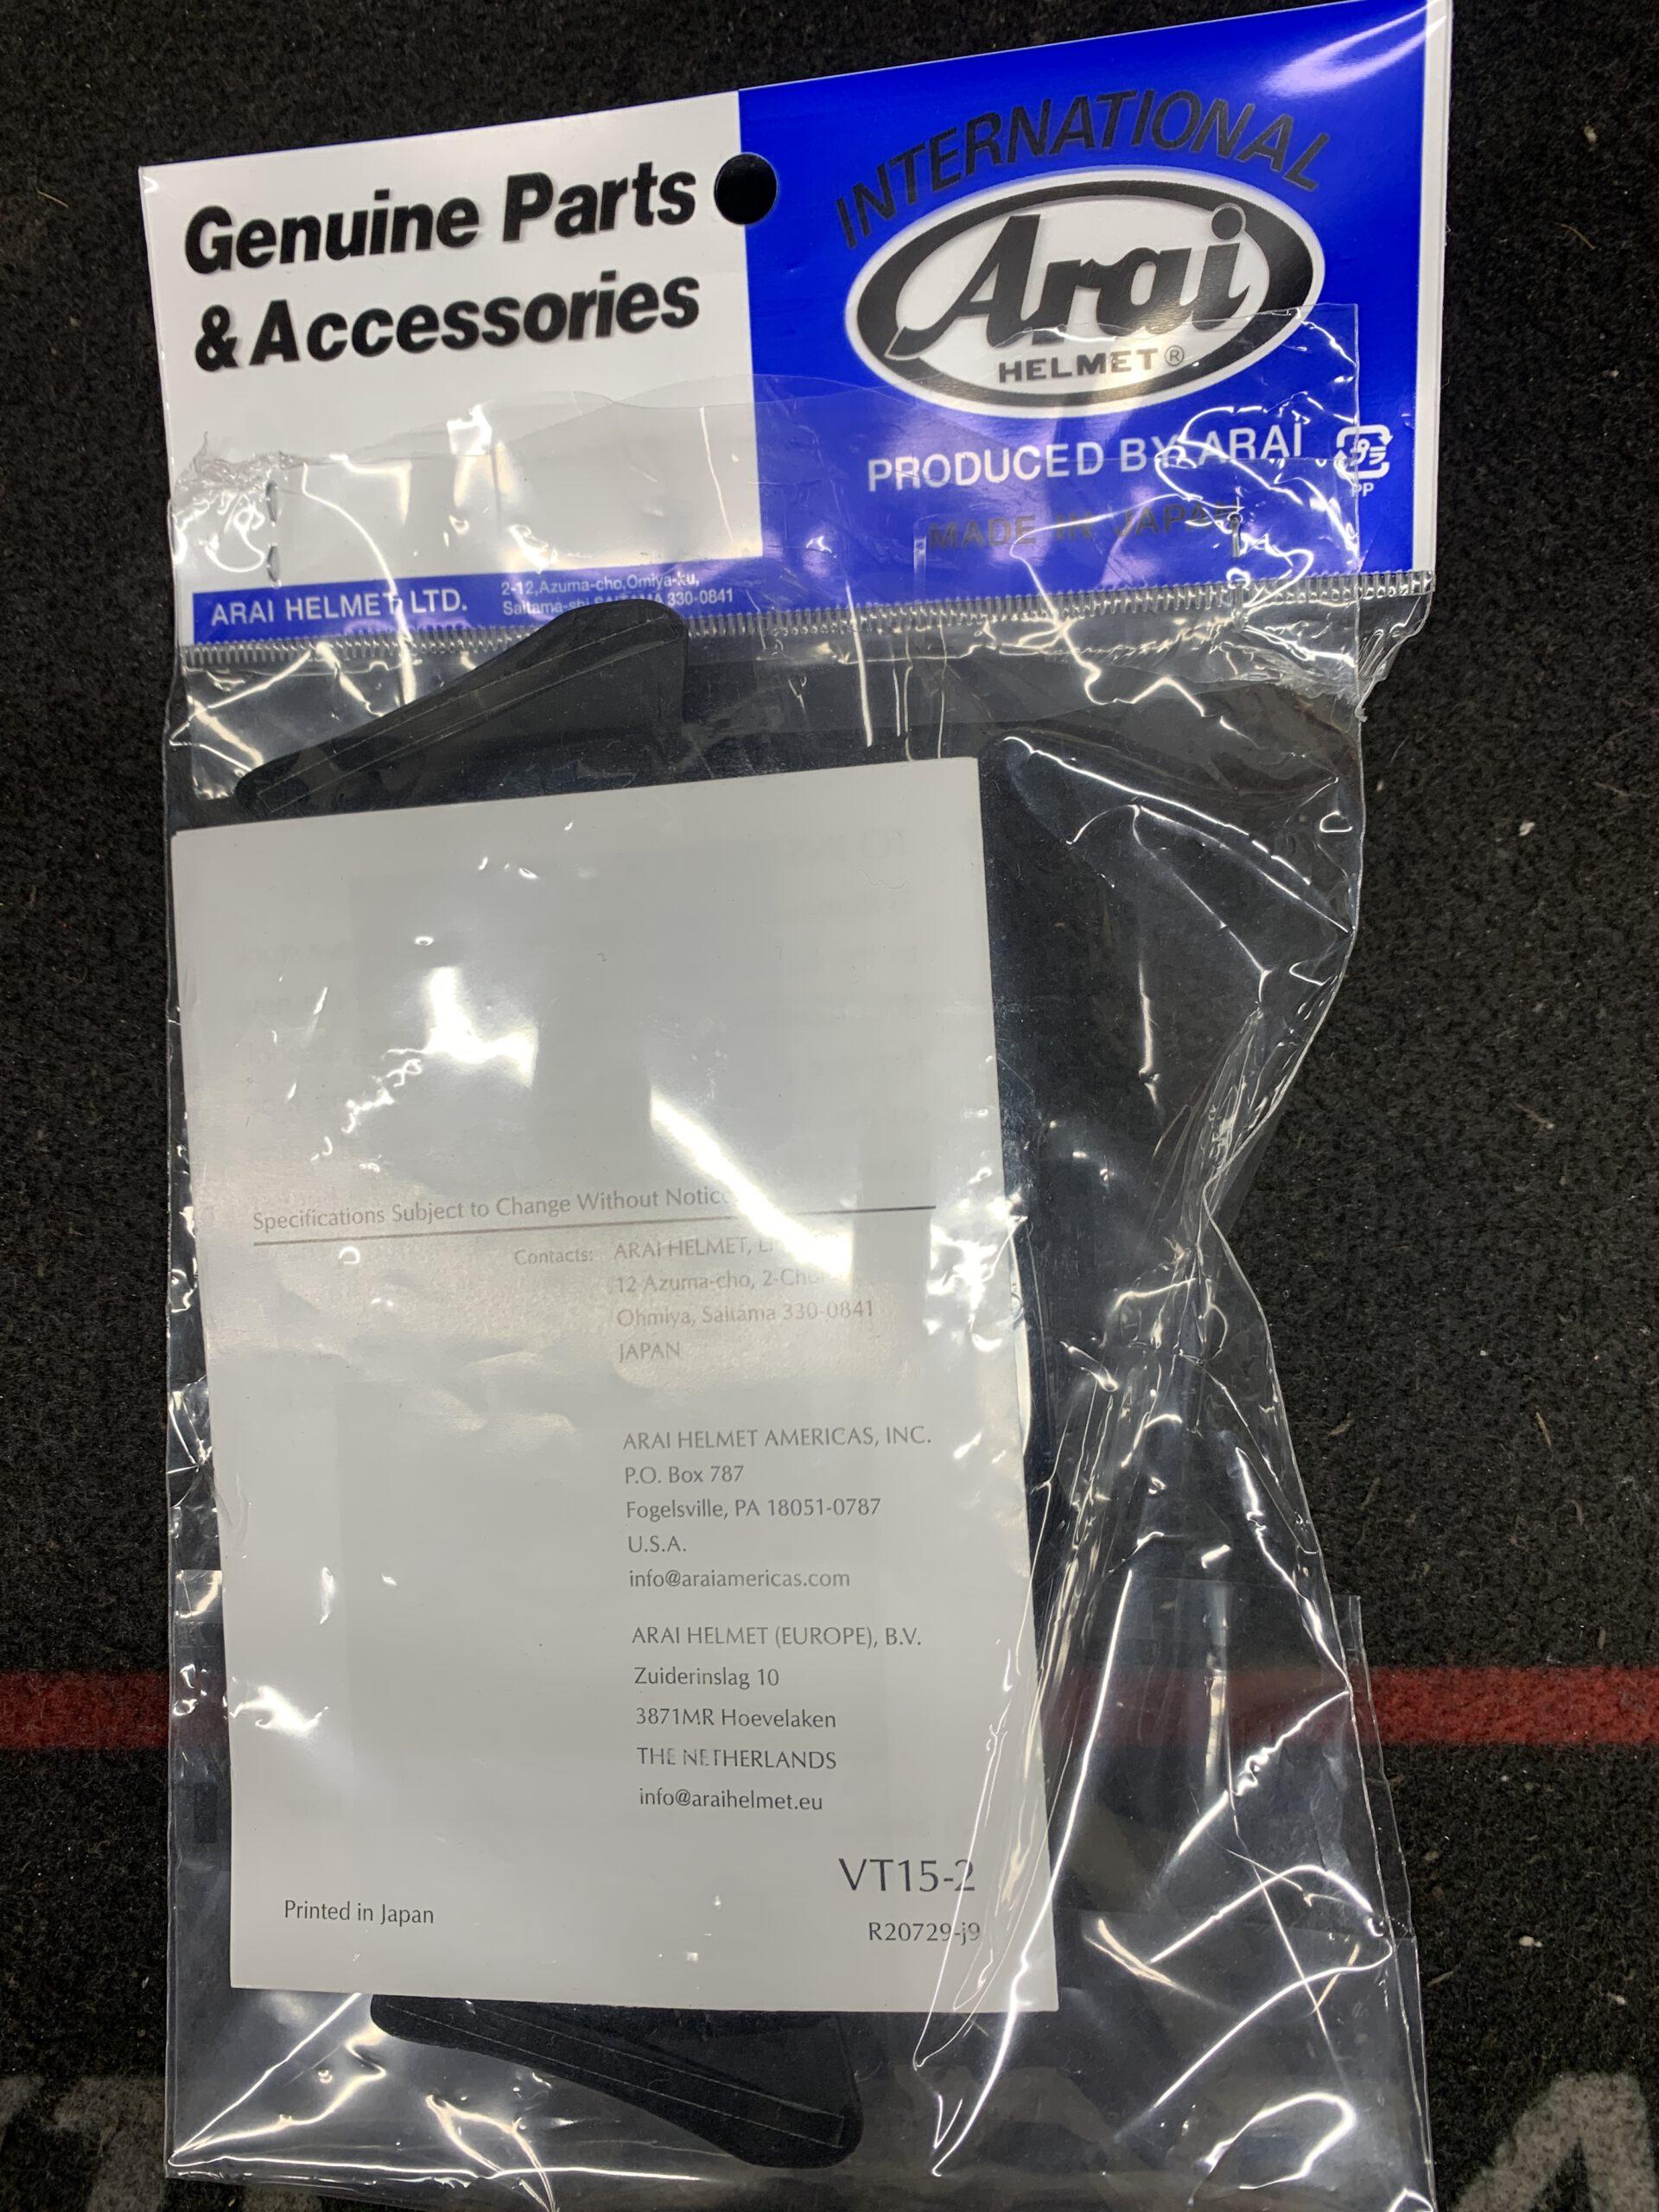 Genuine Parts
& Accessories
INTERNATIONAL
Arai
HELMET®
PRODUCED BY ARAI
プラ
PP
MADE IN JAPAN
ARAI HELMET LTD.
2-12,Azuma-cho,Omiya-ku,
Saitama-shi SAITAMA 330-0841
Specifications Subject to Change Without Notice
Contacts: ARAI HELMET,
12 Azuma-cho, 2-Cho
Ohmiya, Saitama 330-0841
JAPAN
ARAI HELMET AMERICAS, INC.
P.O. Box 787
Fogelsville, PA 18051-0787
U.S.A.
info@araiamericas.com
ARAI HELMET (EUROPE), B.V.
Zuiderinslag 10
3871MR Hoevelaken
THE NETHERLANDS
info@araihelmet.eu
VT15-2
Printed in Japan
R20729-j9